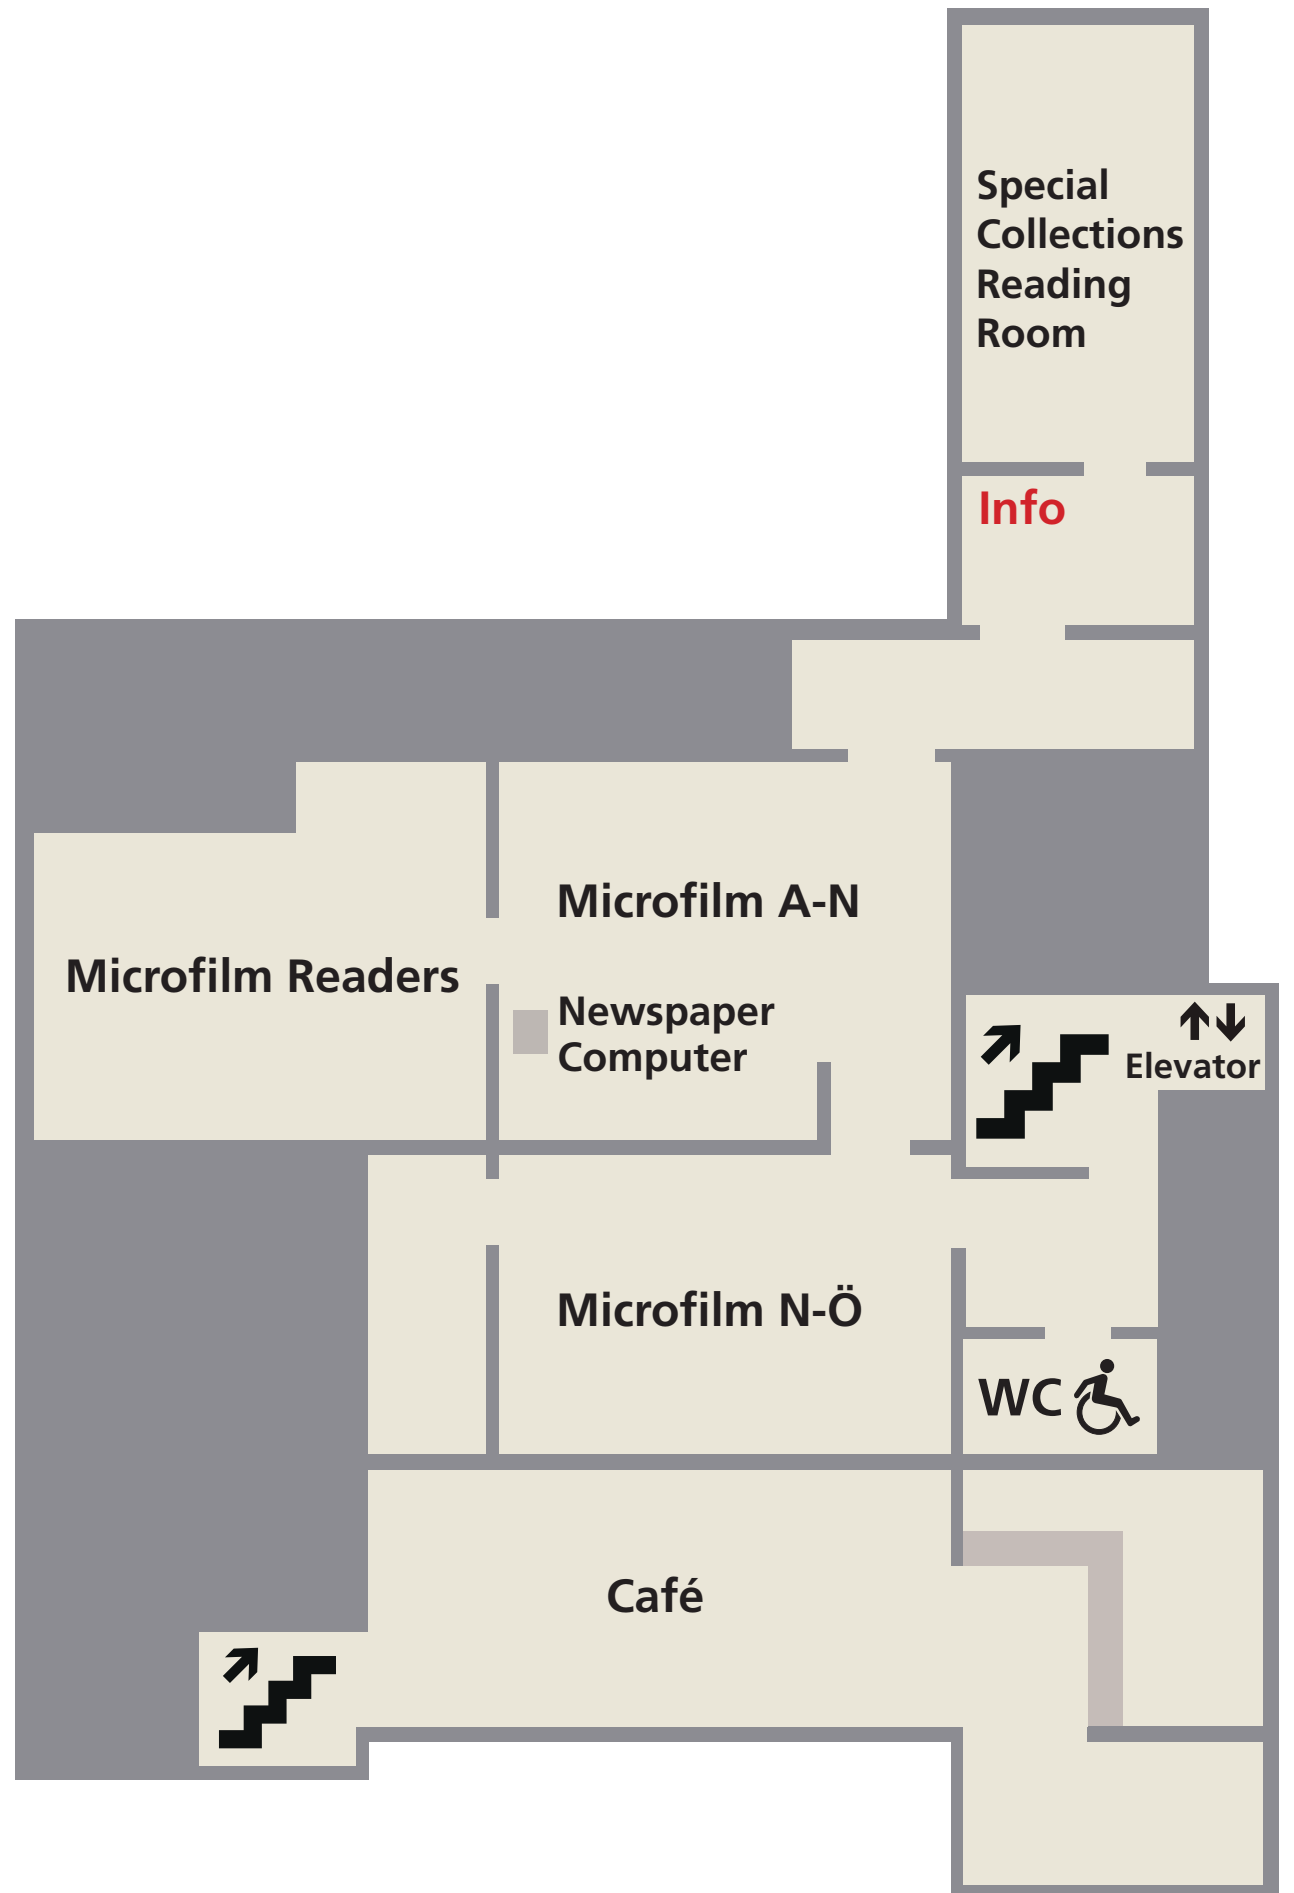 Special
Collections
Reading
Room
Info
Microfilm A-N
Microfilm Readers
Newspaper
Computer
Elevator
Microfilm N-Ö
WC
Café